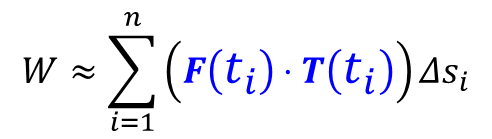 W ≈ ∑_{i=1}^{n} (F(t_i) · T(t_i)) Δs_i